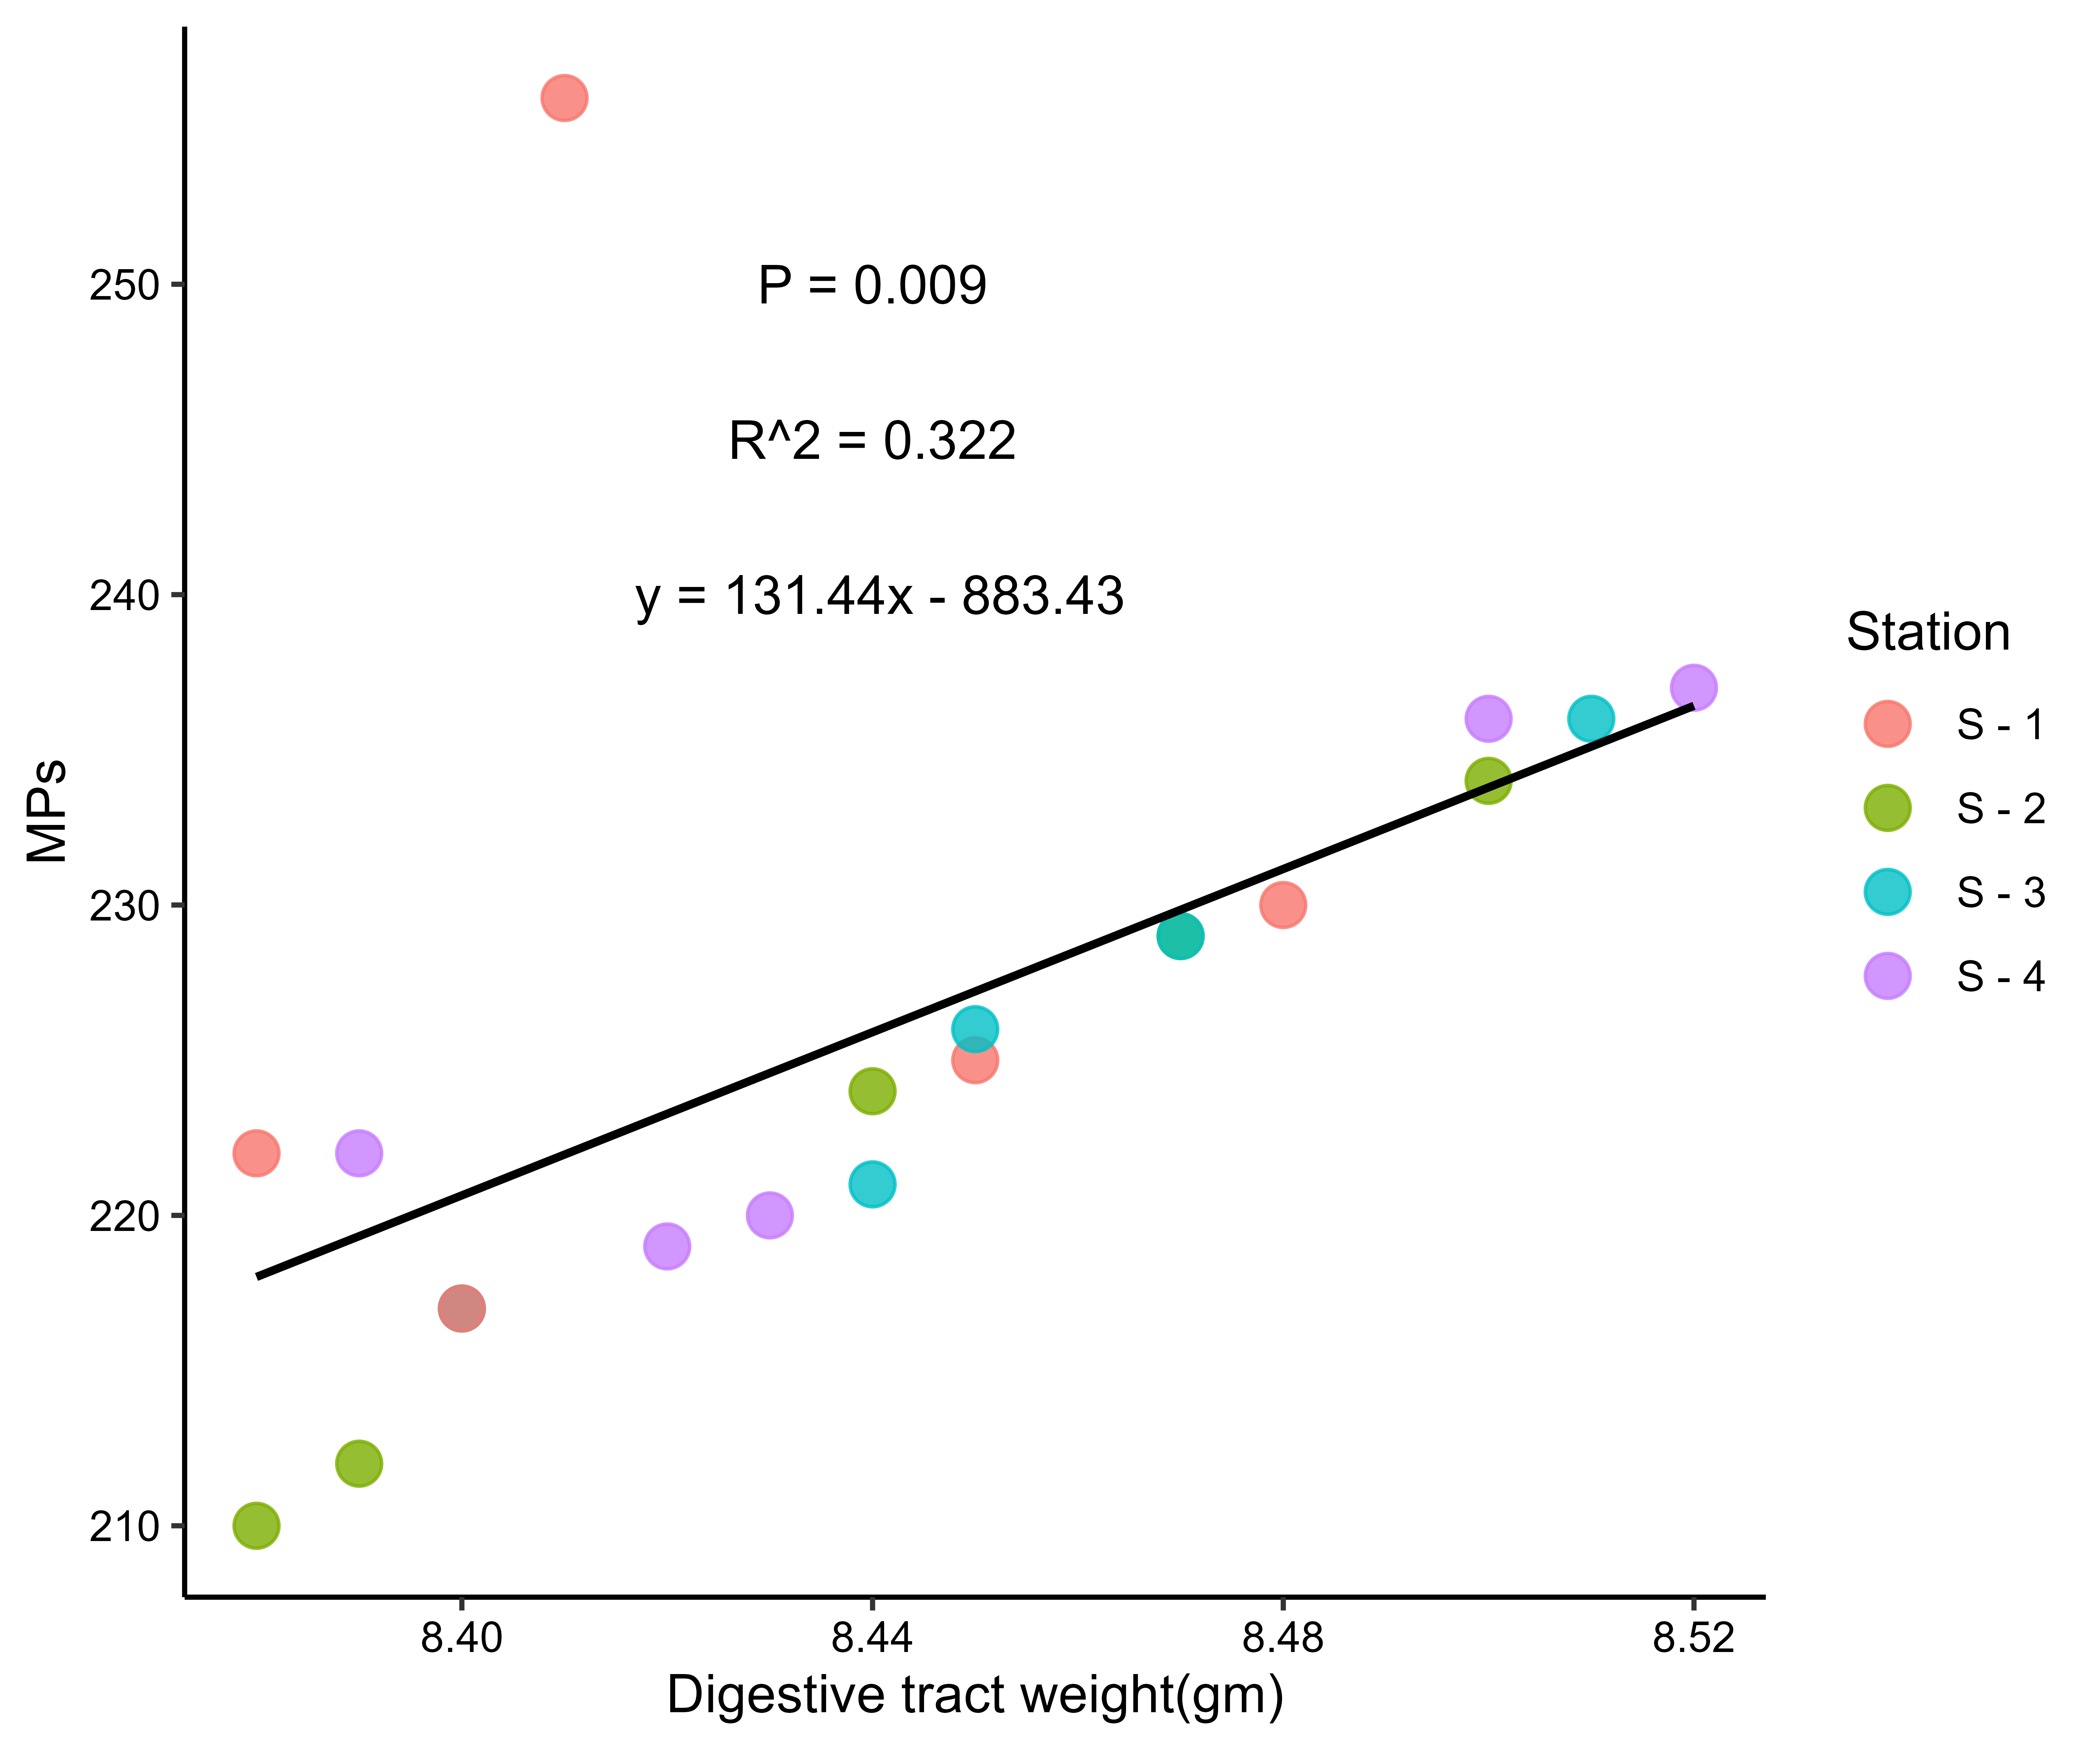 P = 0.009
R^2 = 0.322
y = 131.44x - 883.43
MPs
250
240
230
220
210
8.40
8.44
8.48
8.52
Digestive tract weight(gm)
Station
S - 1
S - 2
S - 3
S - 4